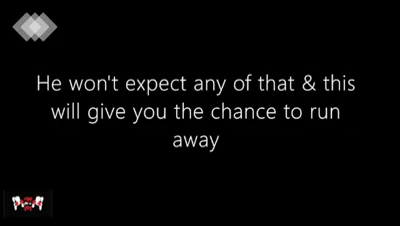 He won't expect any of that & this
will give you the chance to run
away